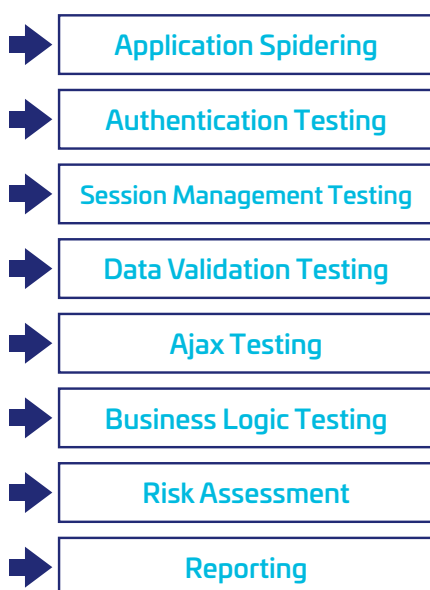 Application Spidering
Authentication Testing
Session Management Testing
Data Validation Testing
Ajax Testing
Business Logic Testing
Risk Assessment
Reporting